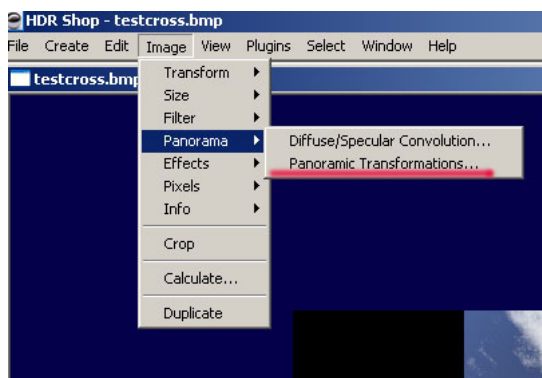 HDR Shop - testcross.bmp
File Create Edit Image View Plugins Select Window Help
testcross.bmp
Transform
Size
Filter
Panorama
Effects
Pixels
Info
Crop
Calculate...
Duplicate
Diffuse/Specular Convolution...
Panoramic Transformations...